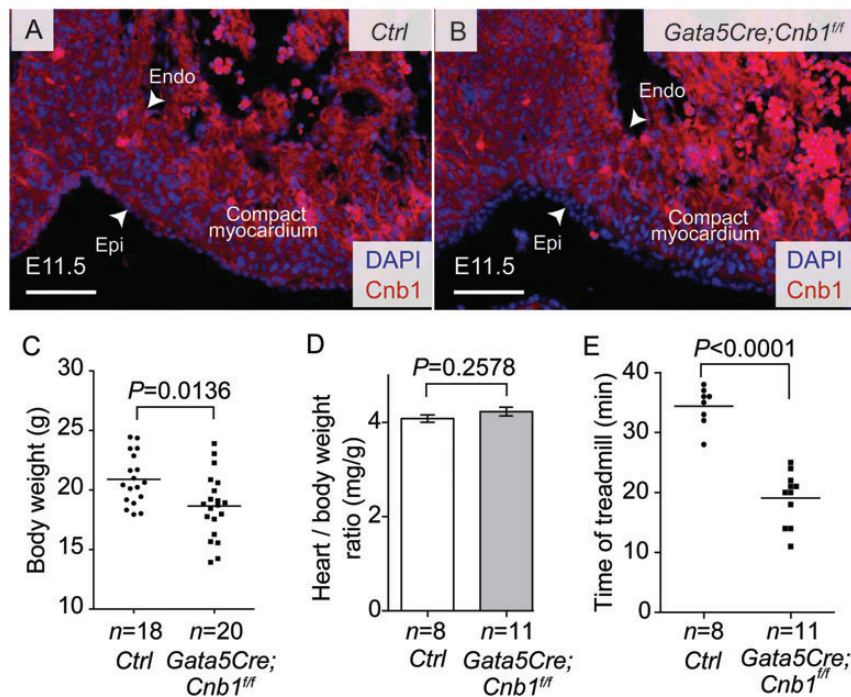 A
Ctrl
Endo
Epi
Compact
myocardium
E11.5
DAPI
Cnb1
B
Gata5Cre;Cnb1f/f
Endo
Epi
Compact
myocardium
E11.5
DAPI
Cnb1
C
P=0.0136
Body weight (g)
30
25
20
15
10
n=18
n=20
Ctrl
Gata5Cre;
Cnb1f/f
D
P=0.2578
Heart / body weight
ratio (mg/g)
8
4
0
n=8
n=11
Ctrl
Gata5Cre;
Cnb1f/f
E
P<0.0001
Time of treadmill (min)
40
30
20
10
0
n=8
n=11
Ctrl
Gata5Cre;
Cnb1f/f